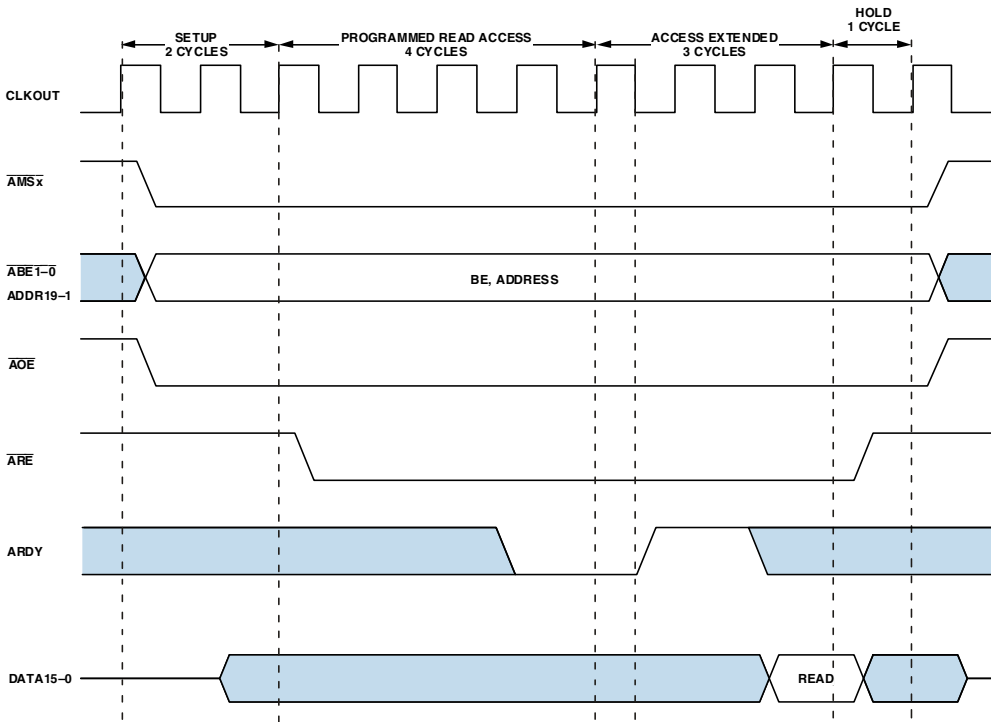 SETUP
2 CYCLES
PROGRAMMED READ ACCESS
4 CYCLES
ACCESS EXTENDED
3 CYCLES
HOLD
1 CYCLE
CLKOUT
AMSx
ABE1–0
ADDR19–1
BE, ADDRESS
AOE
ARE
ARDY
DATA15–0
READ